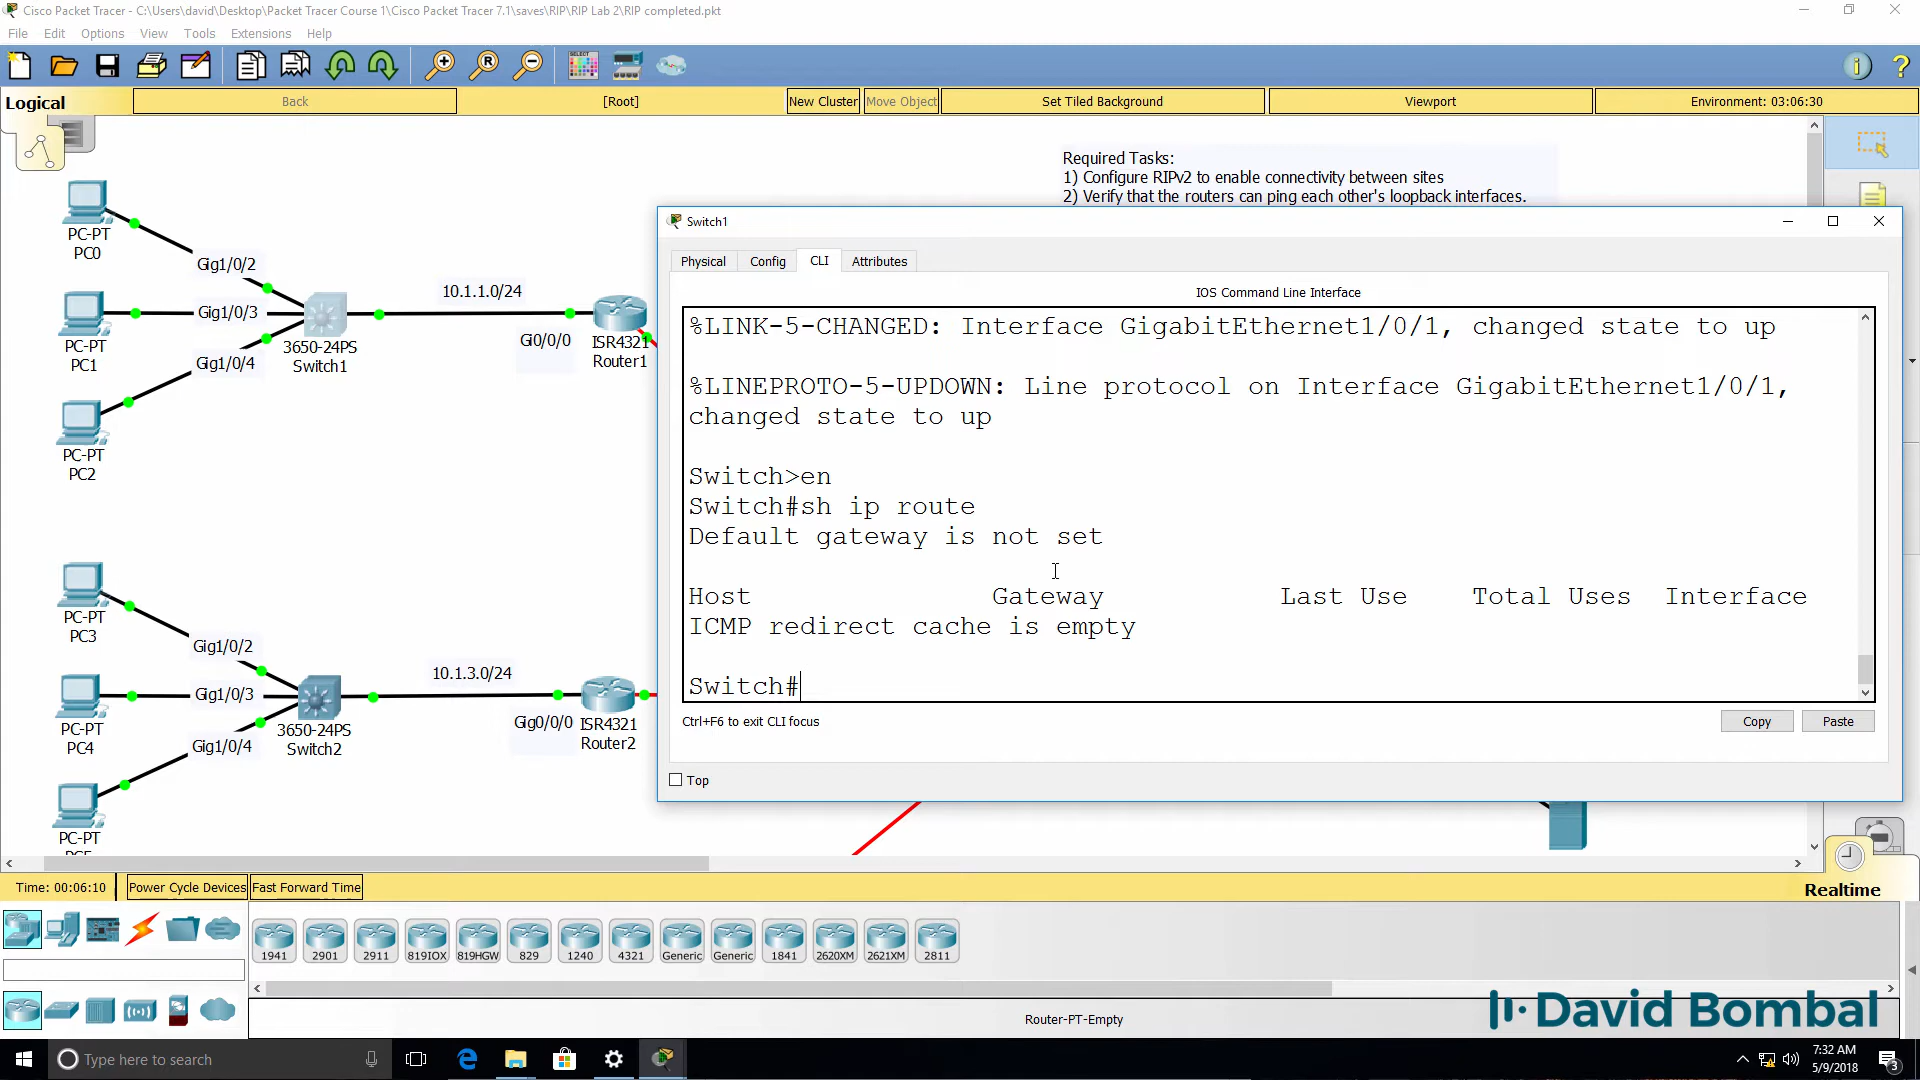 Cisco Packet Tracer - C:\Users\david\Desktop\Packet Tracer Course 1\Cisco Packet Tracer 7.1\saves\RIP\RIP Lab 2\RIP completed.pkt
File Edit Options View Tools Extensions Help
Logical Back [Root] New Cluster Move Object Set Tiled Background Viewport Environment: 03:06:30
Required Tasks:
1) Configure RIPv2 to enable connectivity between sites
2) Verify that the routers can ping each other's loopback interfaces.
PC-PT
PC0
Gig1/0/2
PC-PT
PC1
Gig1/0/3
PC-PT
PC2
Gig1/0/4
3650-24PS
Switch1
10.1.1.0/24
Gi0/0/0
ISR4321
Router1
PC-PT
PC3
Gig1/0/2
PC-PT
PC4
Gig1/0/3
PC-PT
Gig1/0/4
3650-24PS
Switch2
10.1.3.0/24
Gig0/0/0
ISR4321
Router2
Switch1
Physical Config CLI Attributes
IOS Command Line Interface
%LINK-5-CHANGED: Interface GigabitEthernet1/0/1, changed state to up
%LINEPROTO-5-UPDOWN: Line protocol on Interface GigabitEthernet1/0/1,
changed state to up
Switch>en
Switch#sh ip route
Default gateway is not set
Host Gateway Last Use Total Uses Interface
ICMP redirect cache is empty
Switch#
Ctrl+F6 to exit CLI focus
Copy Paste
Top
Time: 00:06:10 Power Cycle Devices Fast Forward Time
Realtime
1941 2901 2911 819IOX 819HGW 829 1240 4321 Generic Generic 1841 2620XM 2621XM 2811
Router-PT-Empty
David Bombal
Type here to search
7:32 AM
5/9/2018
3